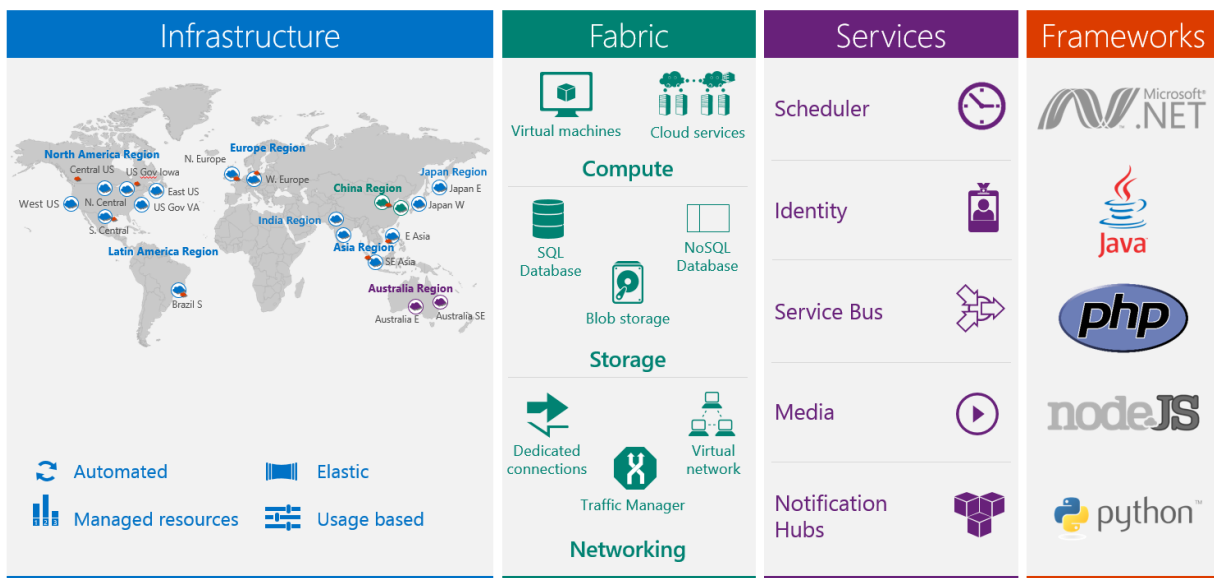 Infrastructure
North America Region
Central US
US Gov Iowa
East US
West US
N. Central
US Gov VA
S. Central
Latin America Region
Brazil S
N. Europe
Europe Region
W. Europe
China Region
Japan Region
Japan E
Japan W
India Region
E Asia
Asia Region
SE Asia
Australia Region
Australia E
Australia SE
Automated
Elastic
1 2 3
Managed resources
Usage based
Fabric
Virtual machines
Cloud services
Compute
SQL
Database
NoSQL
Database
Blob storage
Storage
Dedicated
connections
Virtual
network
Traffic Manager
Networking
Services
Scheduler
Identity
Service Bus
Media
Notification
Hubs
Frameworks
Microsoft®
.NET
Java
php
nodeJS
python™